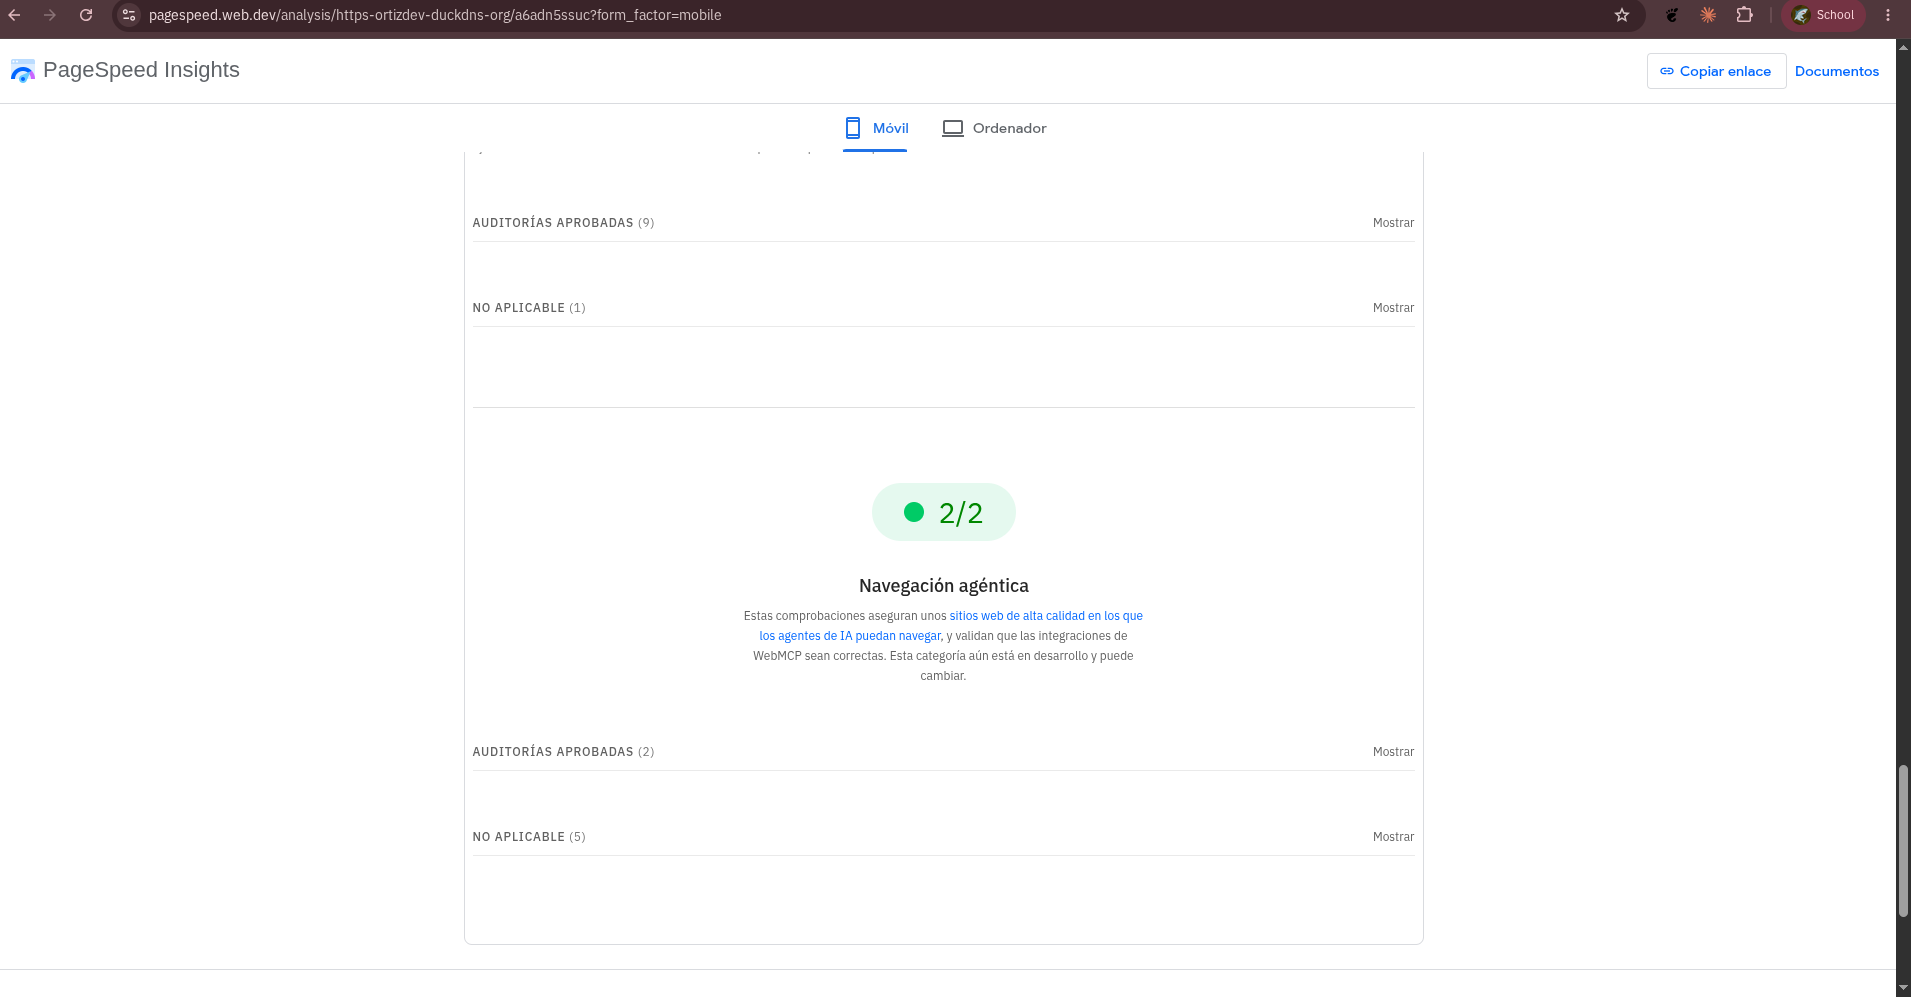 pagespeed.web.dev/analysis/https-ortizdev-duckdns-org/a6adn5ssuc?form_factor=mobile
School
PageSpeed Insights
Copiar enlace
Documentos
Móvil
Ordenador
AUDITORÍAS APROBADAS (9)
Mostrar
NO APLICABLE (1)
Mostrar
2/2
Navegación agéntica
Estas comprobaciones aseguran unos sitios web de alta calidad en los que
los agentes de IA puedan navegar, y validan que las integraciones de
WebMCP sean correctas. Esta categoría aún está en desarrollo y puede
cambiar.
AUDITORÍAS APROBADAS (2)
Mostrar
NO APLICABLE (5)
Mostrar